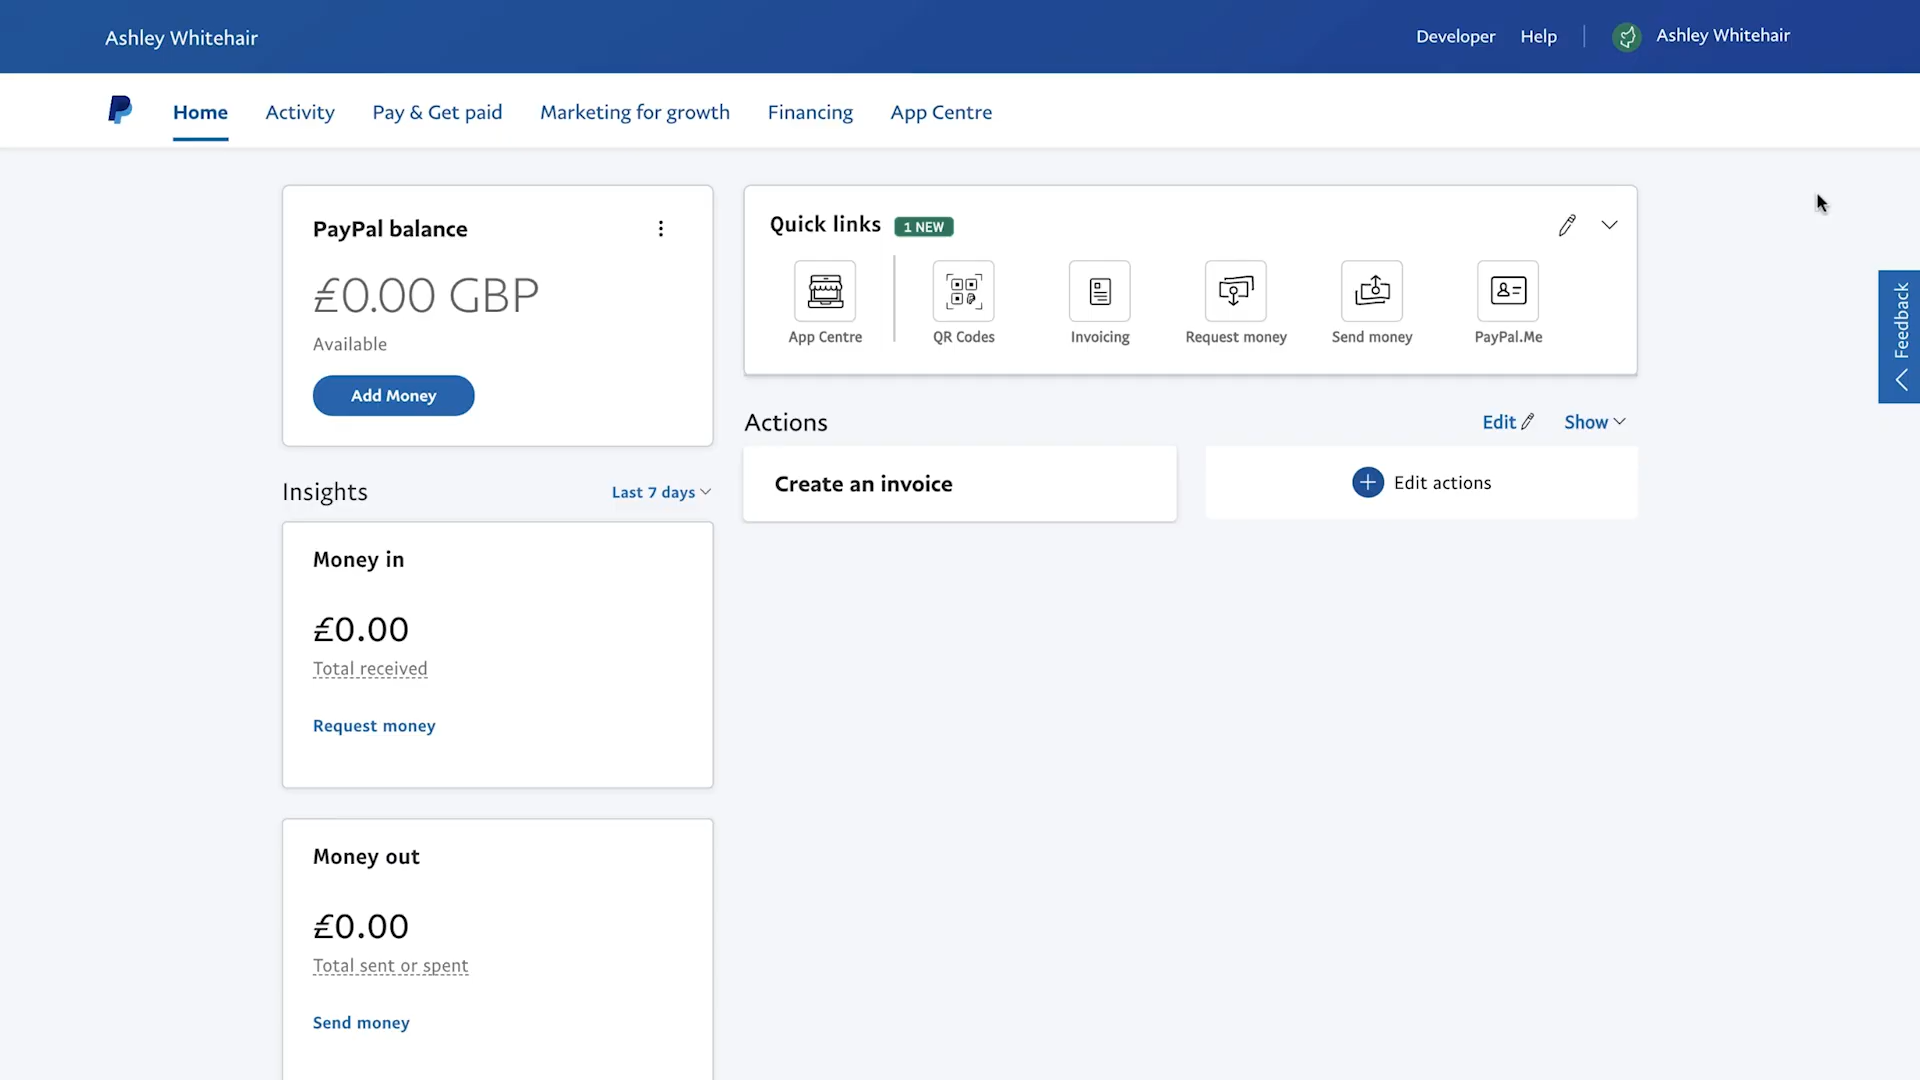 Ashley Whitehair
Developer Help Ashley Whitehair
Home Activity Pay & Get paid Marketing for growth Financing App Centre
PayPal balance
£0.00 GBP
Available
Add Money
Quick links 1 NEW
App Centre QR Codes Invoicing Request money Send money PayPal.Me
Feedback
Actions Edit Show
Create an invoice
Edit actions
Insights Last 7 days
Money in
£0.00
Total received
Request money
Money out
£0.00
Total sent or spent
Send money